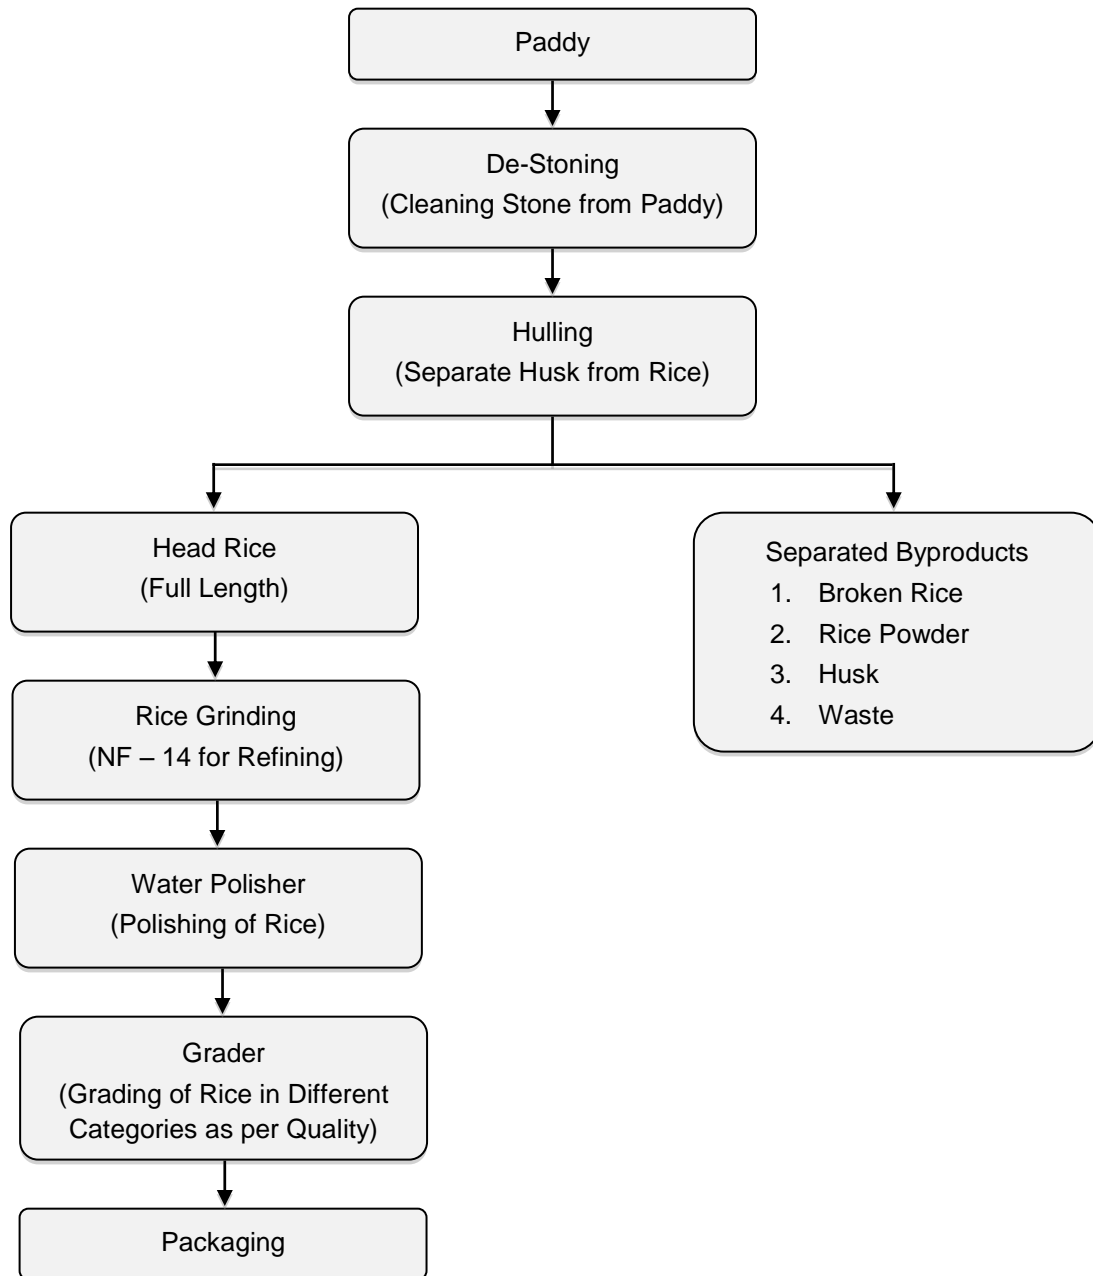 Paddy
De-Stoning
(Cleaning Stone from Paddy)
Hulling
(Separate Husk from Rice)
Head Rice
(Full Length)
Separated Byproducts
1. Broken Rice
2. Rice Powder
3. Husk
4. Waste
Rice Grinding
(NF – 14 for Refining)
Water Polisher
(Polishing of Rice)
Grader
(Grading of Rice in Different
Categories as per Quality)
Packaging